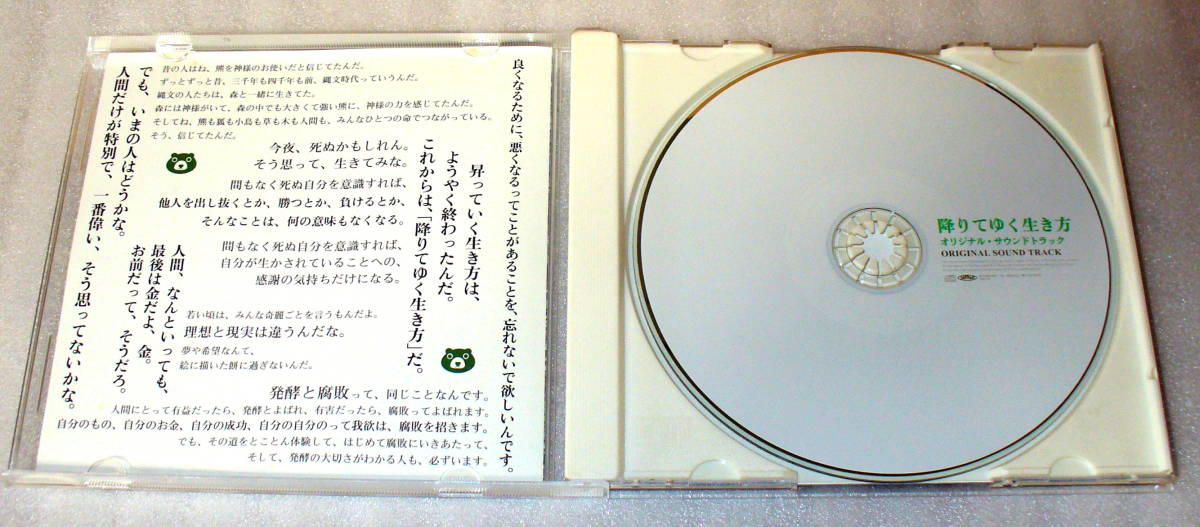 良くなるために、悪くなるってことがあることを、忘れないで欲しいんです。
昔の人はね、熊を神様のお使いだと信じてたんだ。
ずっとずっと昔、三千年も四千年も前、縄文時代っていうんだ。
縄文の人たちは、森と一緒に生きてた。
森には神様がいて、森の中でも大きくて強い熊に、神様の力を感じてたんだ。
そしてね、熊も狐も小鳥も草も木も人間も、みんなひとつの命でつながっている。
そう、信じてたんだ。
でも、いまの人はどうかな。
人間だけが特別で、一番偉い、そう思ってないかな。
今夜、死ぬかもしれん。
そう思って、生きてみな。
間もなく死ぬ自分を意識すれば、
他人を出し抜くとか、勝つとか、負けるとか、
そんなことは、何の意味もなくなる。
間もなく死ぬ自分を意識すれば、
自分が生かされていることへの、
感謝の気持ちだけになる。
昇っていく生き方は、
ようやく終わったんだ。
これからは、「降りてゆく生き方」だ。
人間、なんといっても、
最後は金だよ、金。
お前だって、そうだろ。
若い頃は、みんな奇麗ごとを言うもんだよ。
理想と現実は違うんだな。
夢や希望なんて、
絵に描いた餅に過ぎないんだ。
発酵と腐敗って、同じことなんです。
人間にとって有益だったら、発酵とよばれ、有害だったら、腐敗ってよばれます。
自分のもの、自分のお金、自分の成功、自分の自分のって我欲は、腐敗を招きます。
でも、その道をとことん体験して、はじめて腐敗にいきあたって、
そして、発酵の大切さがわかる人も、必ずいます。
降りてゆく生き方
オリジナル・サウンドトラック
ORIGINAL SOUND TRACK